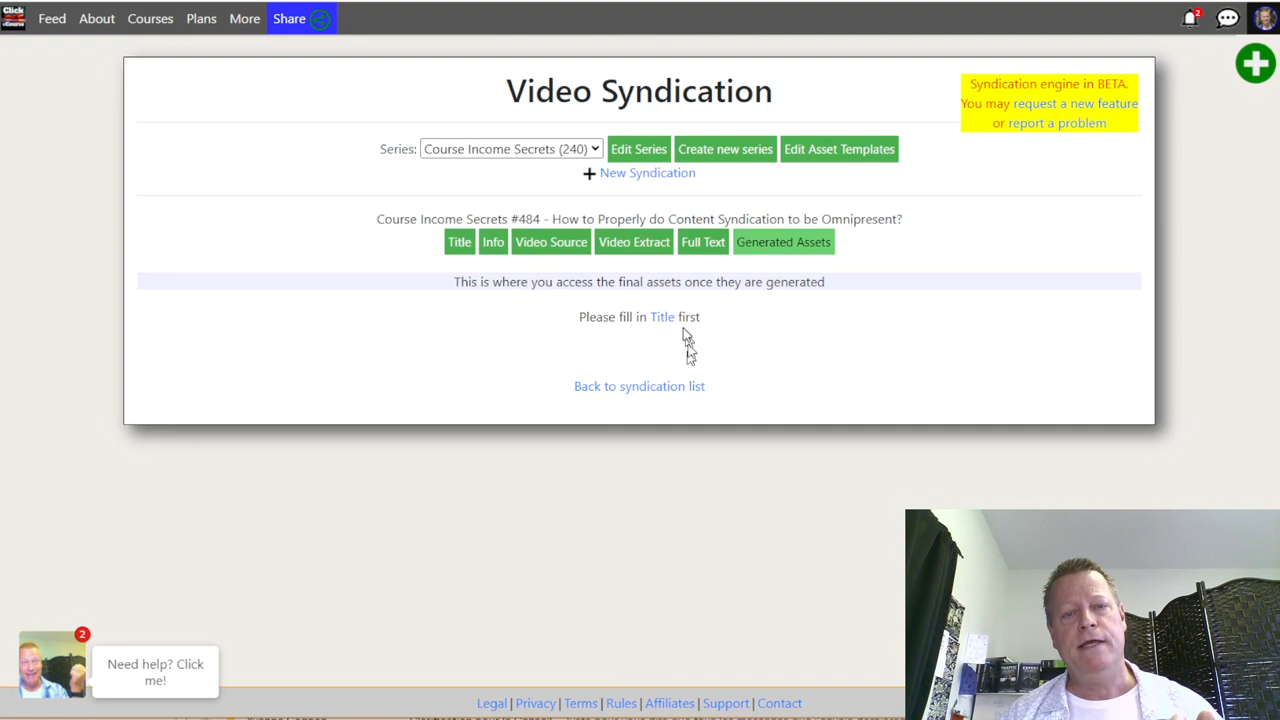 Click
eCourse
Feed About Courses Plans More Share
2
Video Syndication
Syndication engine in BETA.
You may request a new feature
or report a problem
Series: Course Income Secrets (240) Edit Series Create new series Edit Asset Templates
New Syndication
Course Income Secrets #484 - How to Properly do Content Syndication to be Omnipresent?
Title Info Video Source Video Extract Full Text Generated Assets
This is where you access the final assets once they are generated
Please fill in Title first
Back to syndication list
2
Need help? Click
me!
Legal | Privacy | Terms | Rules | Affiliates | Support | Contact